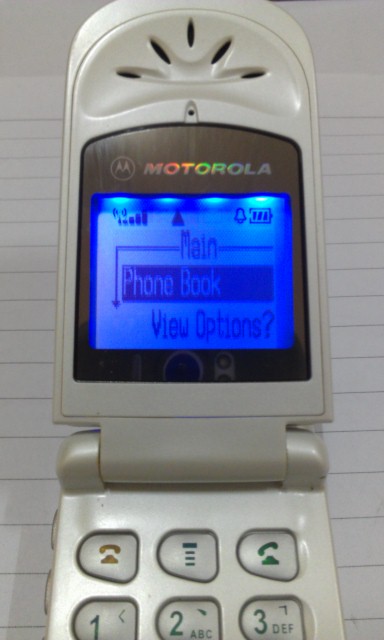 MOTOROLA
Main
Phone Book
View Options?
1
2 ABC
3 DEF